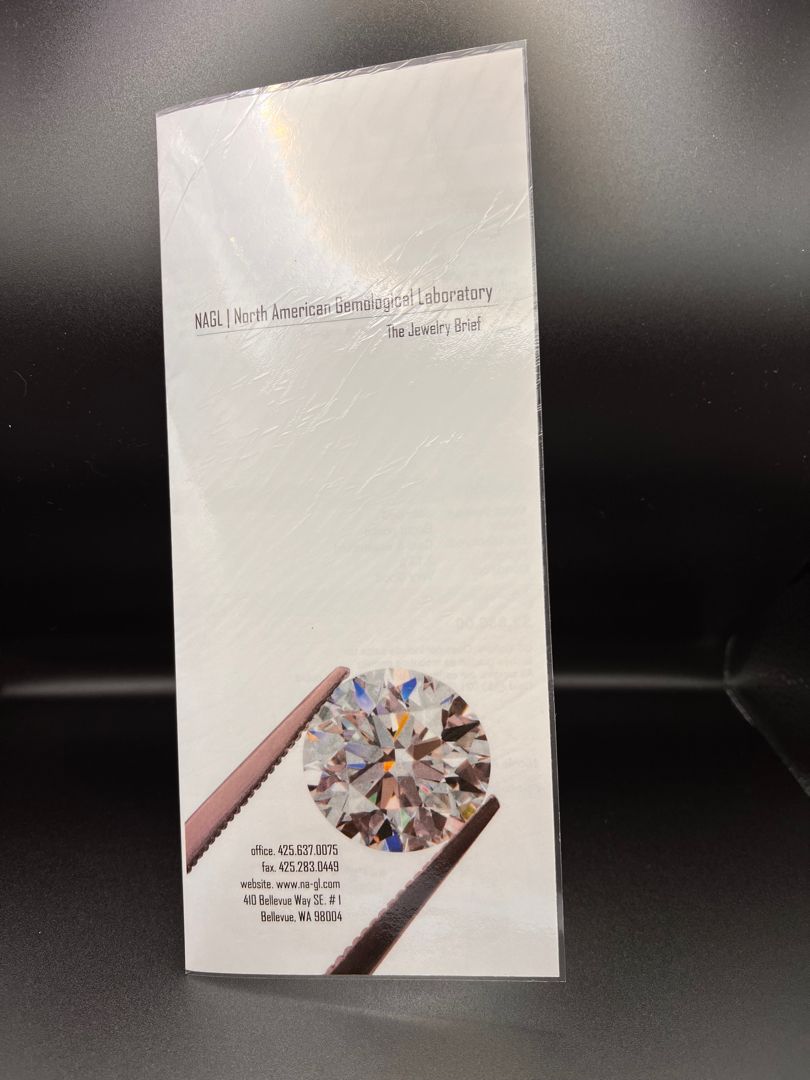 NAGL | North American Gemological Laboratory
The Jewelry Brief
office. 425.637.0075
fax. 425.283.0449
website. www.na-gl.com
410 Bellevue Way SE. # 1
Bellevue, WA 98004